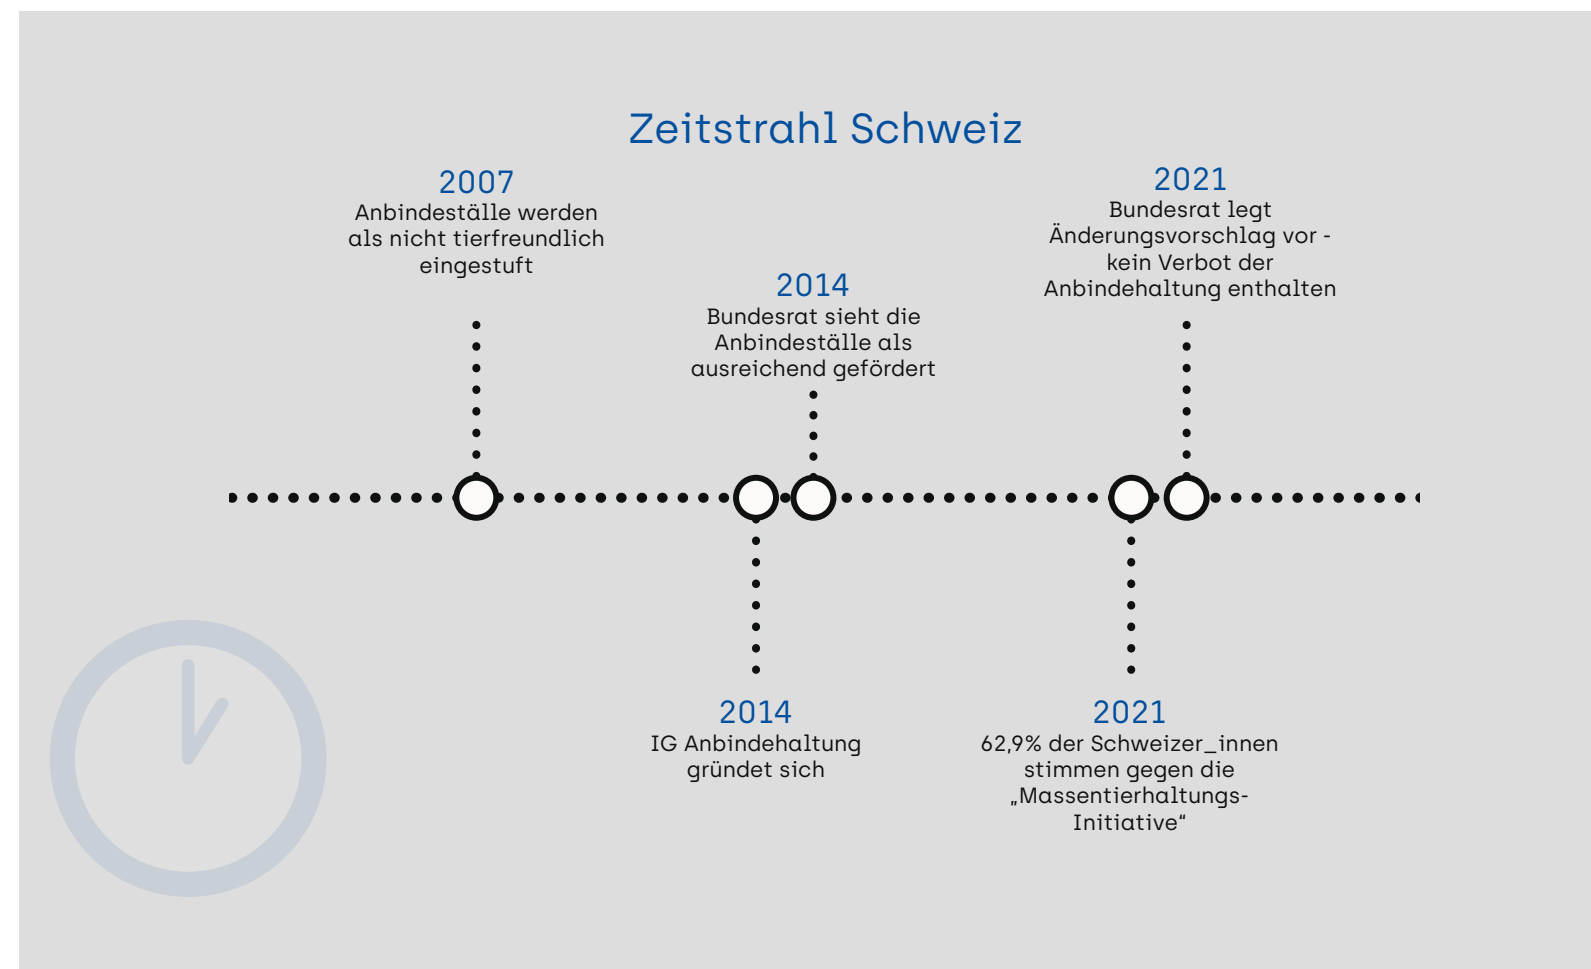 Zeitstrahl Schweiz
2007
Anbindeställe werden
als nicht tierfreundlich
eingestuft
2014
IG Anbindehaltung
gründet sich
2014
Bundesrat sieht die
Anbindeställe als
ausreichend gefördert
2021
62,9% der Schweizer_innen
stimmen gegen die
„Massentierhaltungs-
Initiative“
2021
Bundesrat legt
Änderungsvorschlag vor -
kein Verbot der
Anbindehaltung enthalten